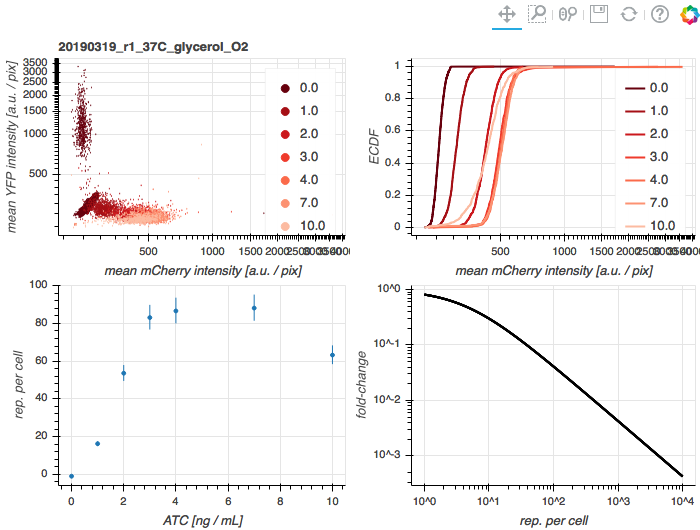 20190319_r1_37C_glycerol_O2
mean YFP intensity [a.u. / pix]
3500
3000
2500
2000
1500
1000
500
0.0
1.0
2.0
3.0
4.0
7.0
10.0
500 1000 1500 2000 2500
mean mCherry intensity [a.u. / pix]
ECDF
1
0.8
0.6
0.4
0.2
0
0.0
1.0
2.0
3.0
4.0
7.0
10.0
500 1000 1500 2000 2500
mean mCherry intensity [a.u. / pix]
rep. per cell
100
80
60
40
20
0
0 2 4 6 8 10
ATC [ng / mL]
fold-change
10^0
10^-1
10^-2
10^-3
10^0 10^1 10^2 10^3 10^4
rep. per cell